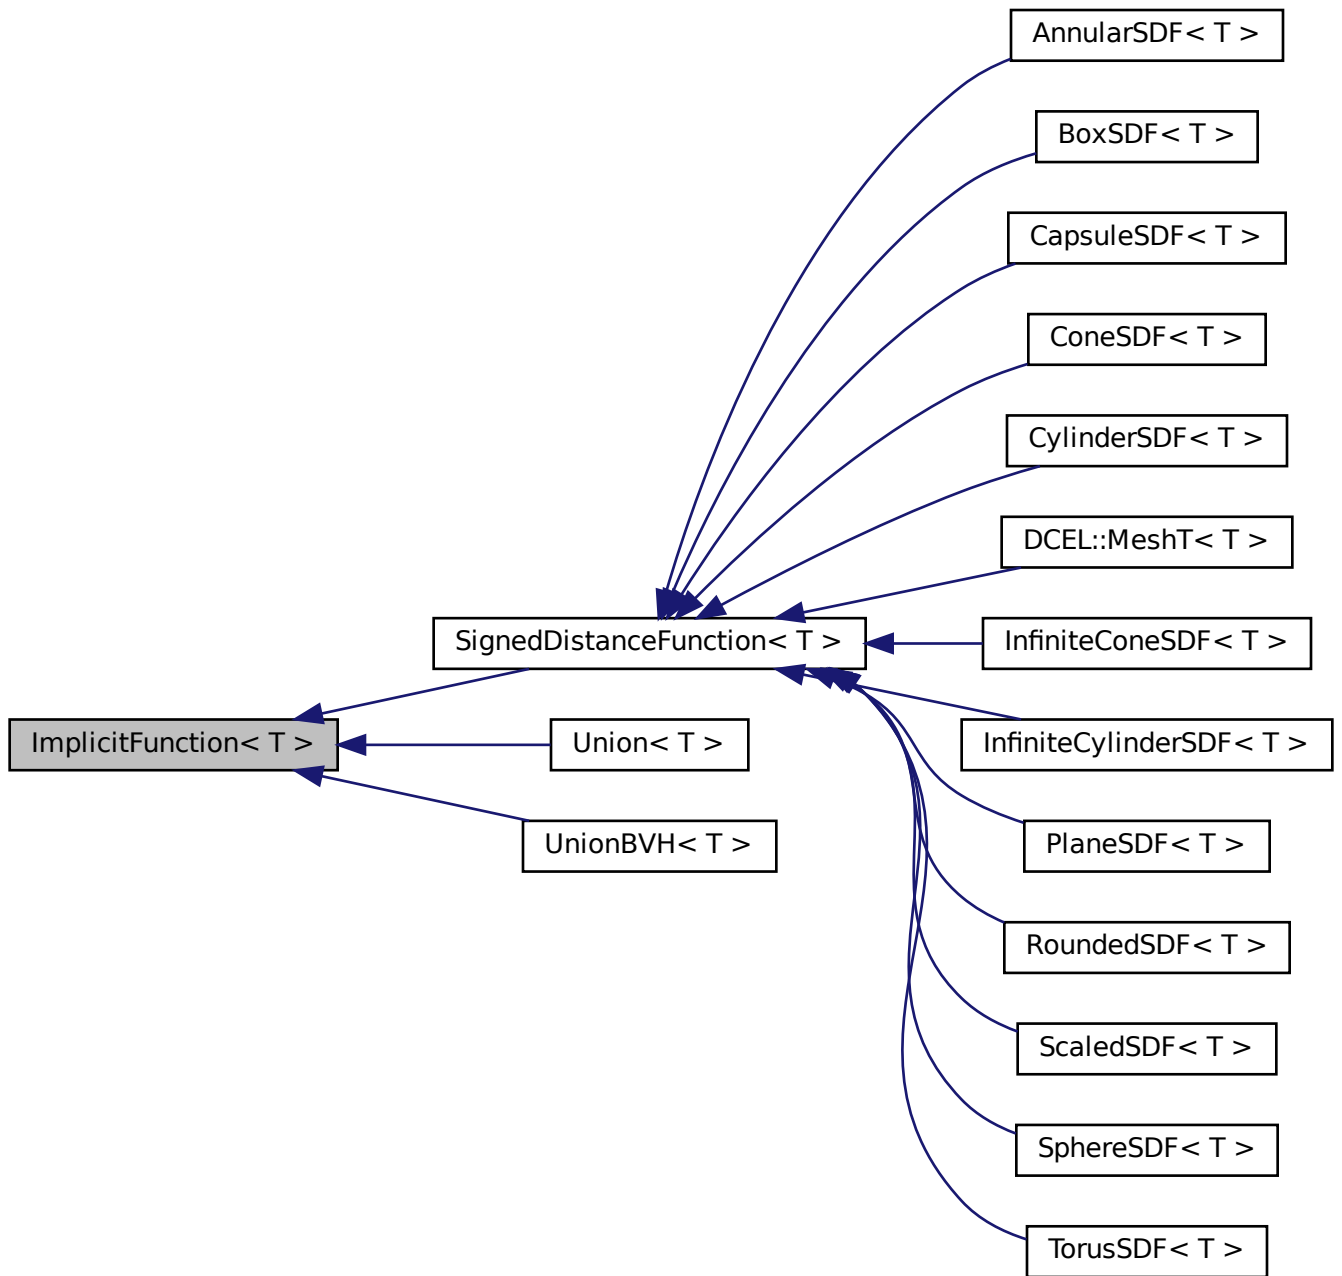 AnnularSDF< T >
BoxSDF< T >
CapsuleSDF< T >
ConeSDF< T >
CylinderSDF< T >
DCEL::MeshT< T >
SignedDistanceFunction< T >
InfiniteConeSDF< T >
ImplicitFunction< T >
Union< T >
InfiniteCylinderSDF< T >
UnionBVH< T >
PlaneSDF< T >
RoundedSDF< T >
ScaledSDF< T >
SphereSDF< T >
TorusSDF< T >